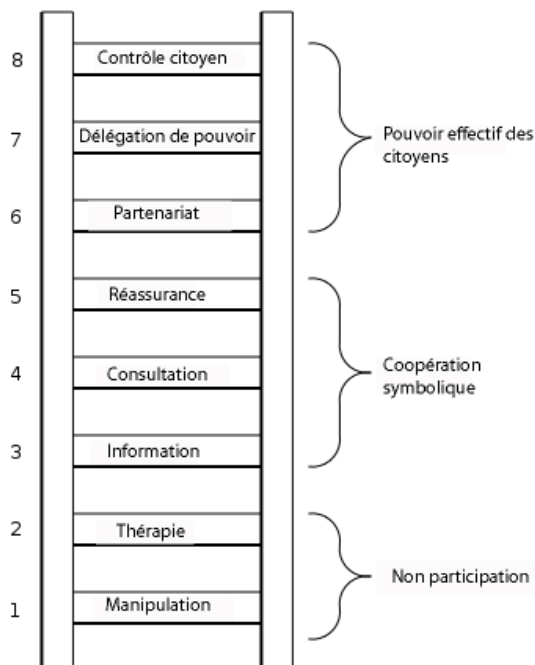 8 Contrôle citoyen
7 Délégation de pouvoir
Pouvoir effectif des
citoyens
6 Partenariat
5 Réassurance
4 Consultation
Coopération
symbolique
3 Information
2 Thérapie
Non participation
1 Manipulation